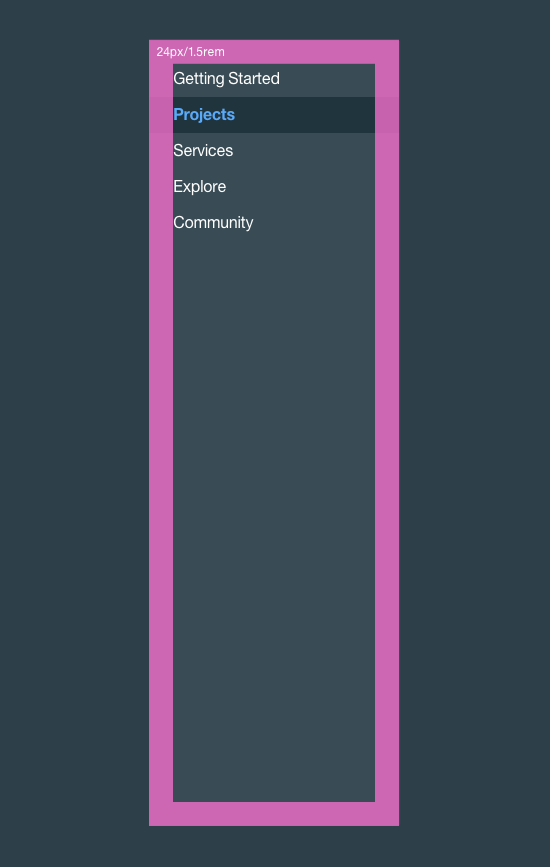 24px/1.5rem
Getting Started
Projects
Services
Explore
Community